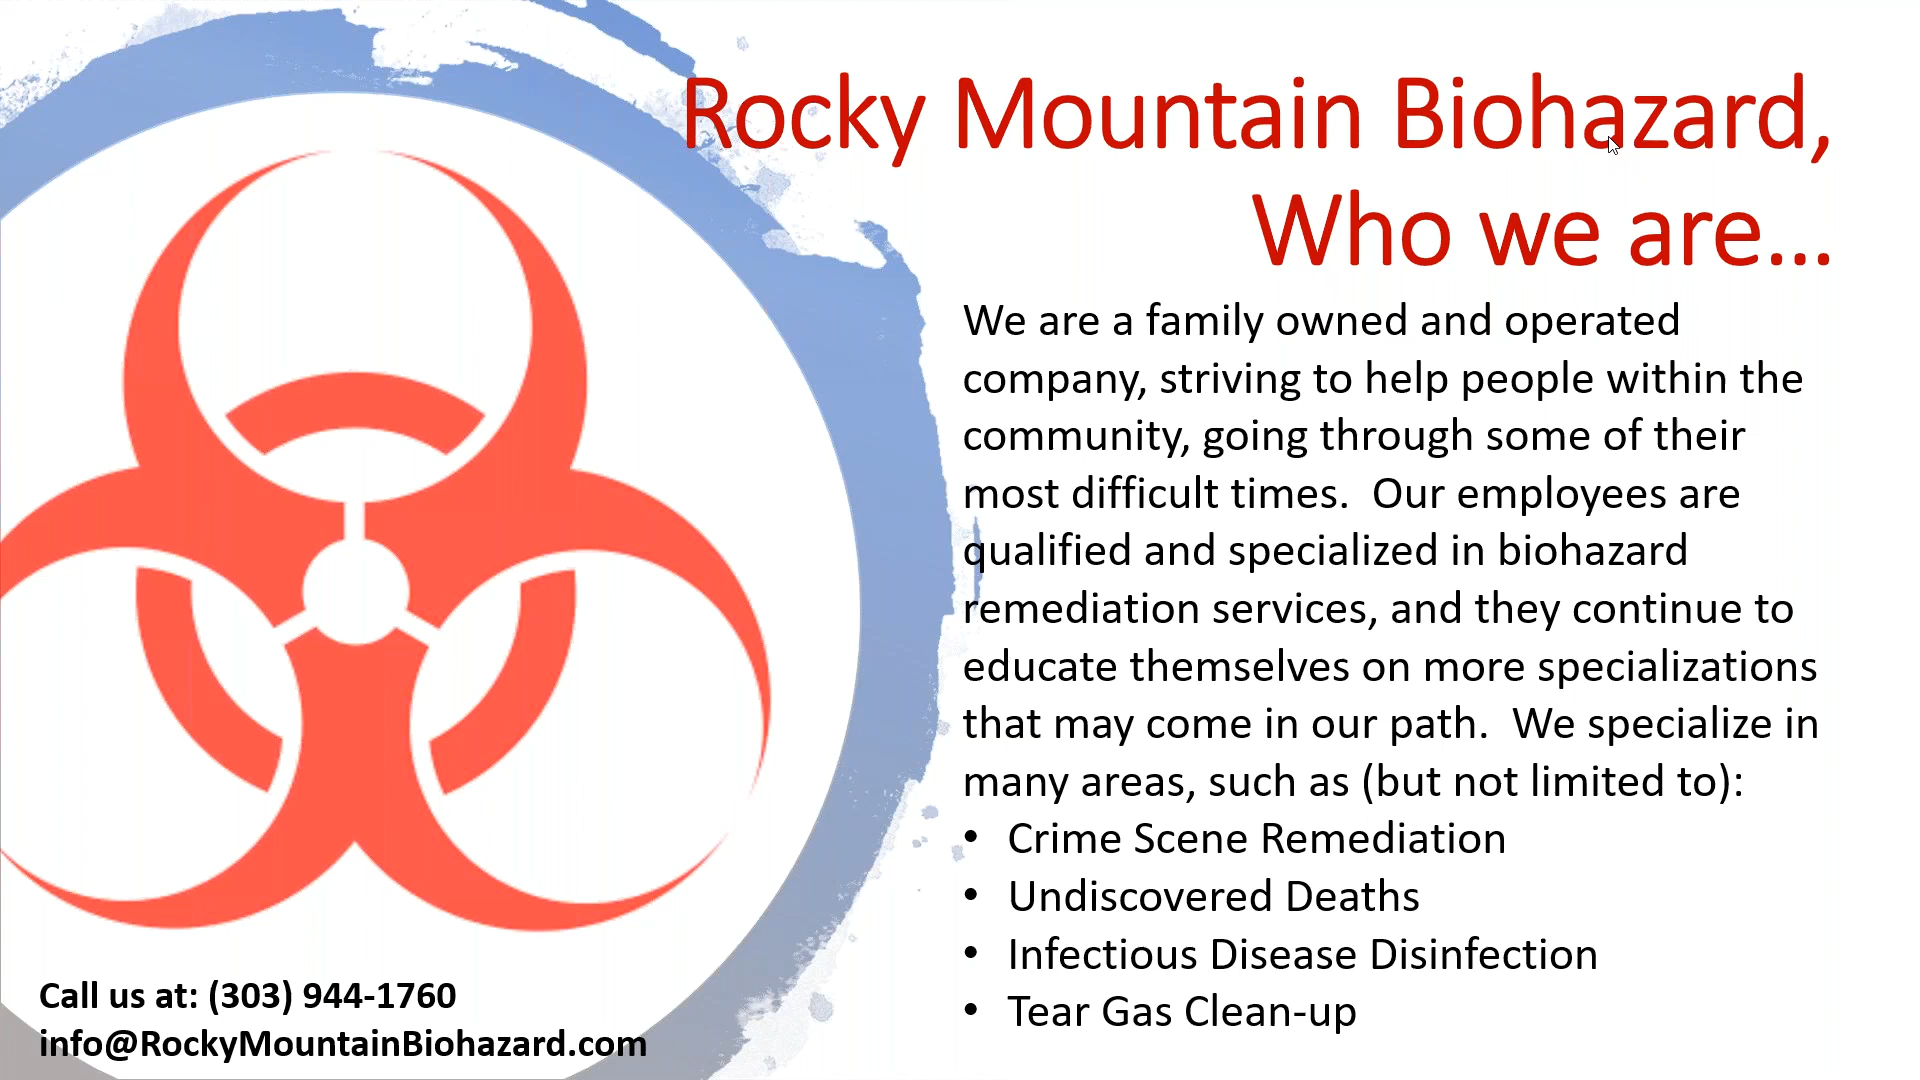 Rocky Mountain Biohazard,
Who we are...
We are a family owned and operated
company, striving to help people within the
community, going through some of their
most difficult times.  Our employees are
qualified and specialized in biohazard
remediation services, and they continue to
educate themselves on more specializations
that may come in our path.  We specialize in
many areas, such as (but not limited to):
• Crime Scene Remediation
• Undiscovered Deaths
• Infectious Disease Disinfection
• Tear Gas Clean-up
Call us at: (303) 944-1760
info@RockyMountainBiohazard.com